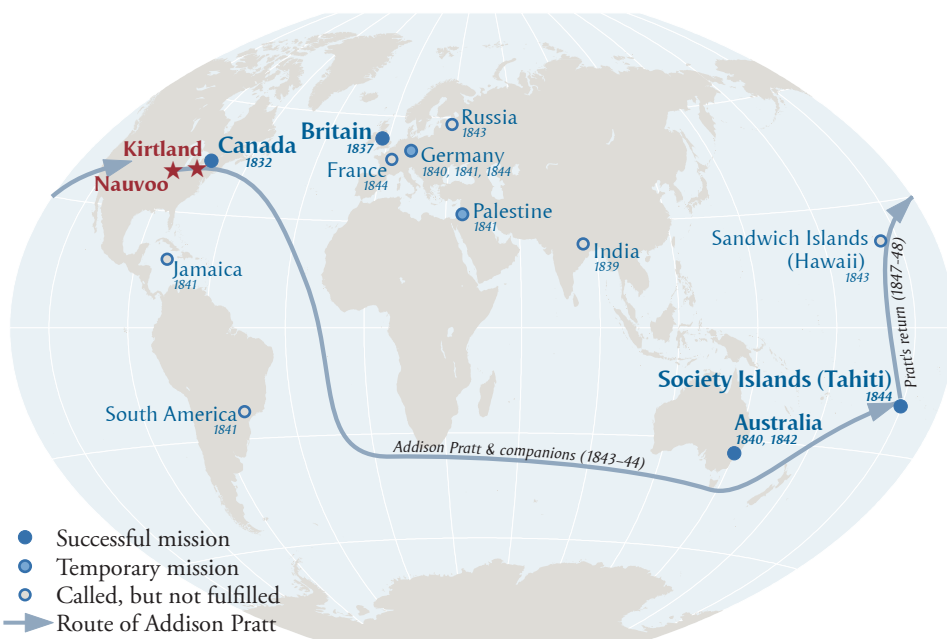 Kirtland
Nauvoo
Canada
1832
Britain
1837
Russia
1843
France
1844
Germany
1840, 1841, 1844
Palestine
1841
India
1839
Jamaica
1841
Sandwich Islands
(Hawaii)
1843
Pratt's return (1847–48)
Society Islands (Tahiti)
1844
South America
1841
Australia
1840, 1842
Addison Pratt & companions (1843–44)
Successful mission
Temporary mission
Called, but not fulfilled
Route of Addison Pratt